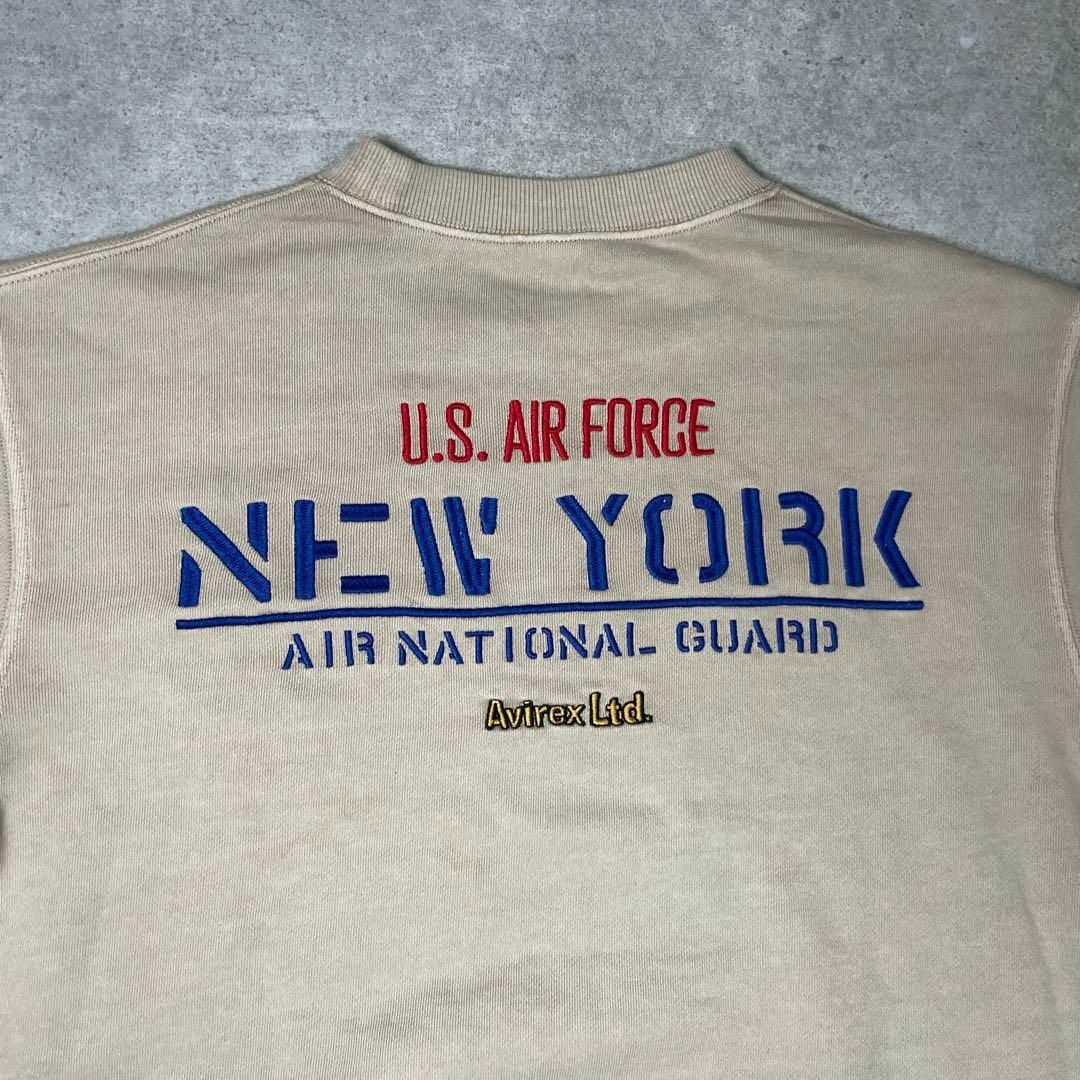 U.S. AIR FORCE
NEW YORK
AIR NATIONAL GUARD
Avirex Ltd.